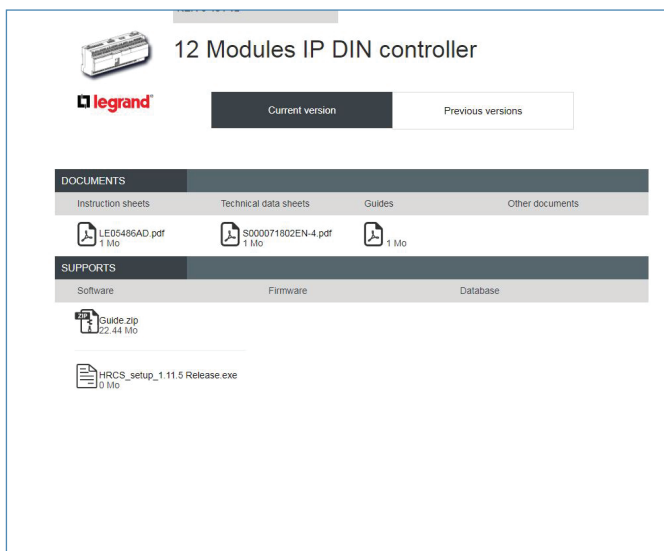 12 Modules IP DIN controller
legrand
Current version
Previous versions
DOCUMENTS
Instruction sheets
Technical data sheets
Guides
Other documents
LE05486AD.pdf
1 Mo
S000071802EN-4.pdf
1 Mo
1 Mo
SUPPORTS
Software
Firmware
Database
ZIP
Guide.zip
22.44 Mo
HRCS_setup_1.11.5 Release.exe
0 Mo